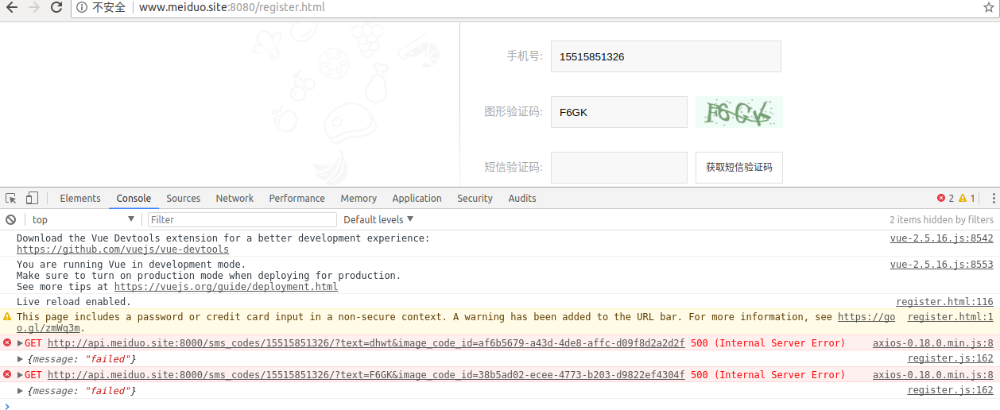 不安全 www.meiduo.site:8080/register.html
手机号: 15515851326
图形验证码: F6GK F6GK
短信验证码: 获取短信验证码
Elements Console Sources Network Performance Memory Application Security Audits 2 1
top Filter Default levels 2 items hidden by filters
Download the Vue Devtools extension for a better development experience: vue-2.5.16.js:8542
https://github.com/vuejs/vue-devtools
You are running Vue in development mode. vue-2.5.16.js:8553
Make sure to turn on production mode when deploying for production.
See more tips at https://vuejs.org/guide/deployment.html
Live reload enabled. register.html:116
This page includes a password or credit card input in a non-secure context. A warning has been added to the URL bar. For more information, see https://go register.html:1
o.gl/zmWq3m.
GET http://api.meiduo.site:8000/sms_codes/15515851326/?text=dhwt&image_code_id=af6b5679-a43d-4de8-affc-d09f8d2a2d2f 500 (Internal Server Error) axios-0.18.0.min.js:8
{message: "failed"} register.js:162
GET http://api.meiduo.site:8000/sms_codes/15515851326/?text=F6GK&image_code_id=38b5ad02-ecee-4773-b203-d9822ef4304f 500 (Internal Server Error) axios-0.18.0.min.js:8
{message: "failed"} register.js:162